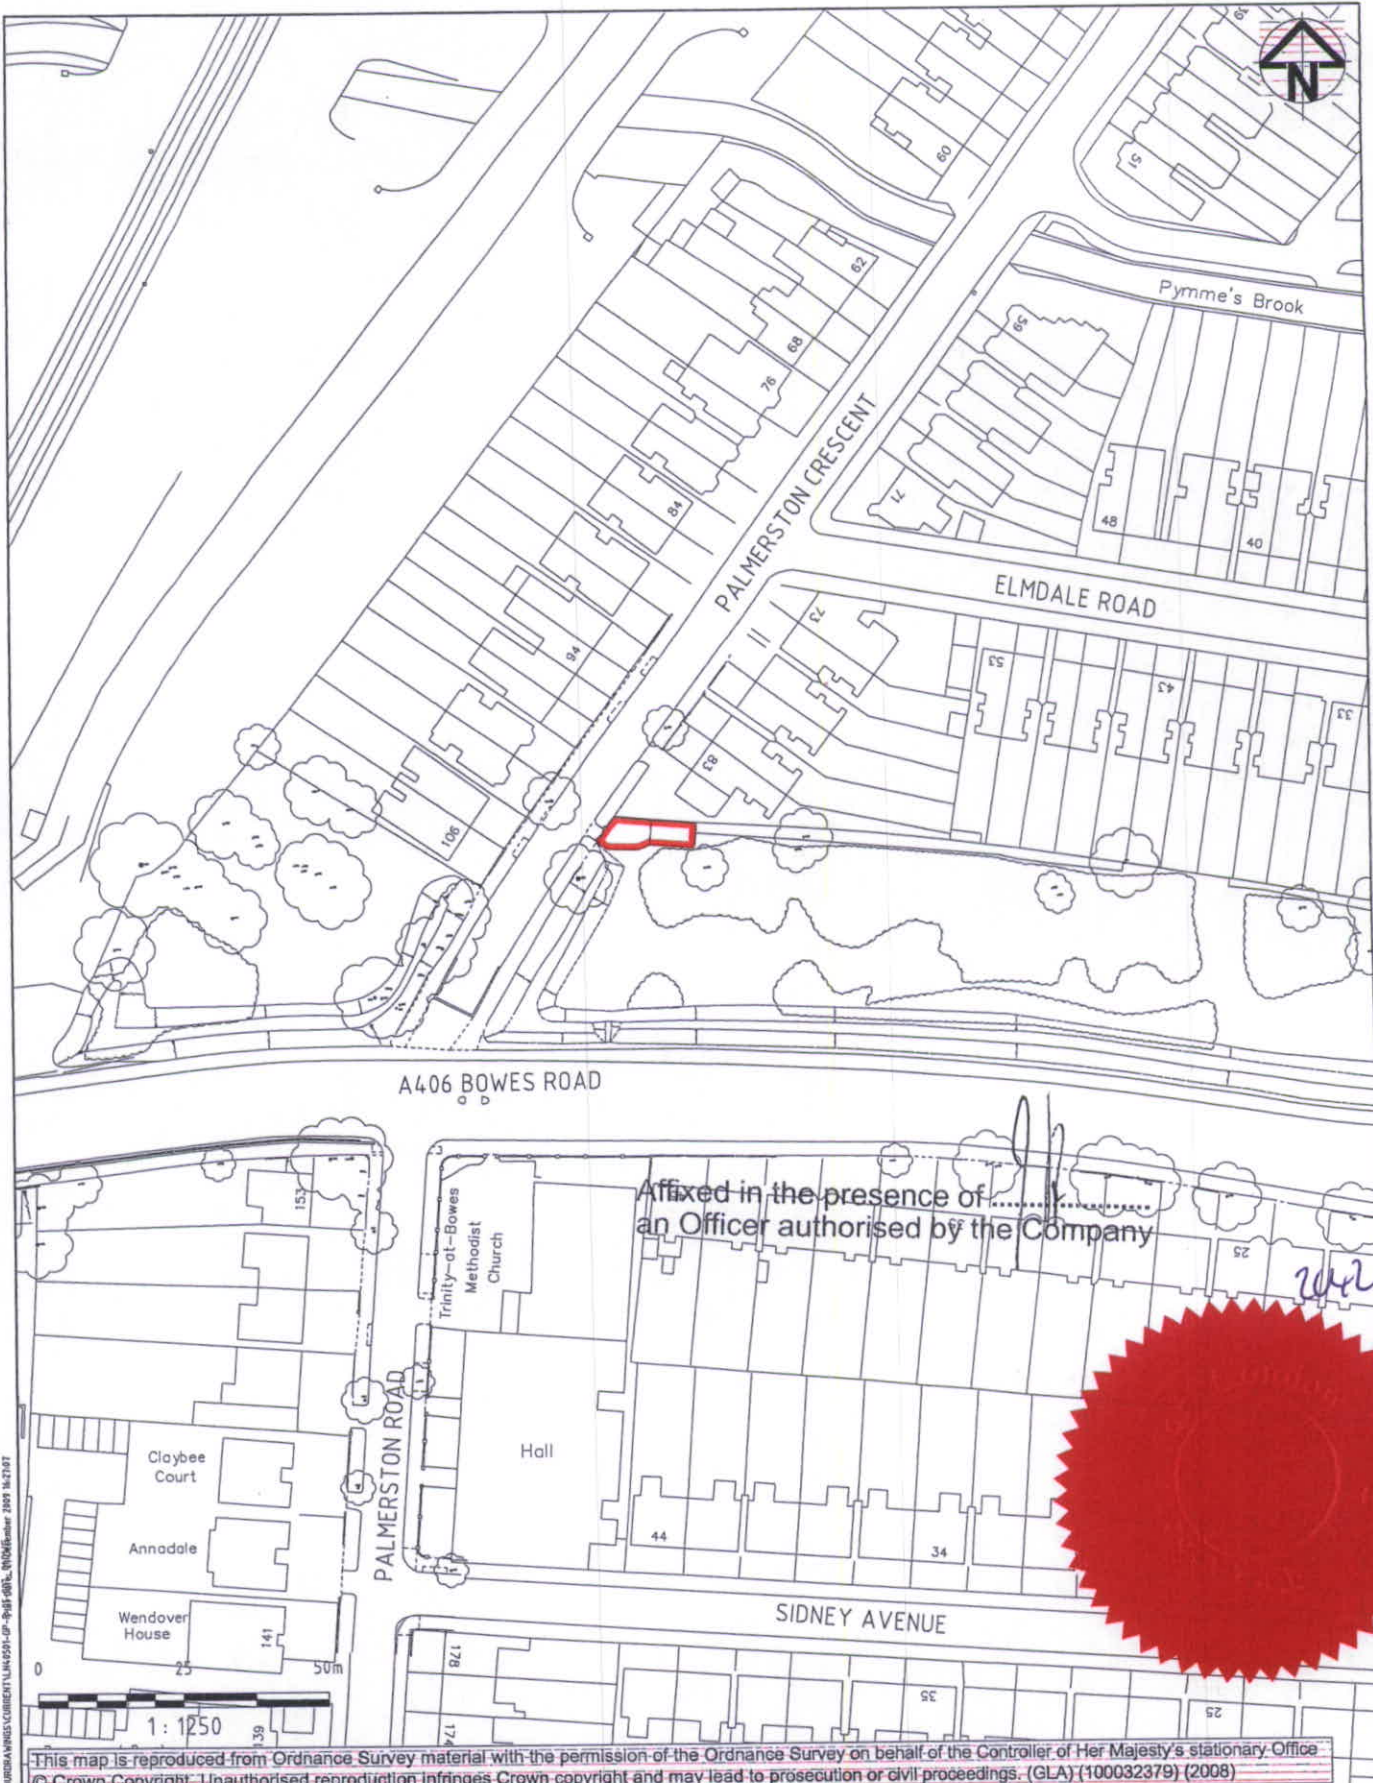 N
39
51
60
62
Pymme's Brook
59
68
76
PALMERSTON CRESCENT
71
84
48
40
ELMDALE ROAD
73
94
53
43
33
83
106
A406 BOWES ROAD
153
Trinity-at-Bowes
Methodist
Church
Affixed in the presence of
an Officer authorised by the Company
25
2042
PALMERSTON ROAD
Claybee
Court
Hall
Annadale
44
34
Wendover
House
141
SIDNEY AVENUE
0 25 50m
178
35
25
1:1250
139
174
This map is reproduced from Ordnance Survey material with the permission of the Ordnance Survey on behalf of the Controller of Her Majesty's stationary Office
© Crown Copyright. Unauthorised reproduction infringes Crown copyright and may lead to prosecution or civil proceedings. (GLA) (100032379) (2008)